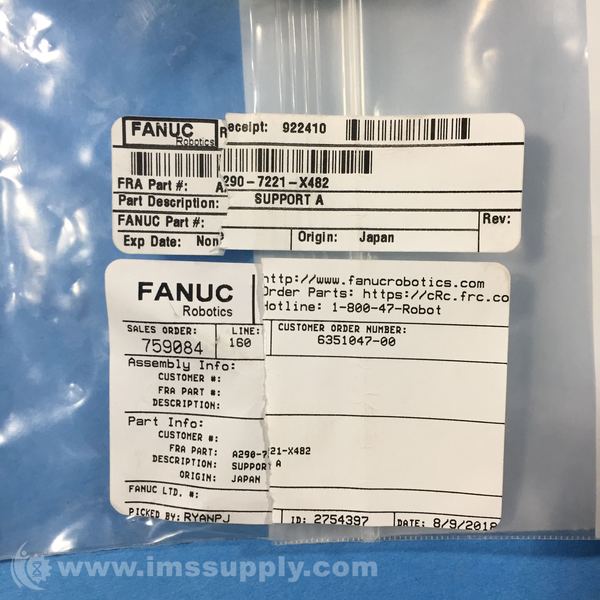 FANUC
Robotics
Receipt: 922410
FRA Part #: A290-7221-X482
Part Description: SUPPORT A
FANUC Part #:
Rev:
Exp Date: Non
Origin: Japan
FANUC
Robotics
http://www.fanucrobotics.com
Order Parts: https://cRc.frc.co
Hotline: 1-800-47-Robot
SALES ORDER: LINE: CUSTOMER ORDER NUMBER:
759084 160 6351047-00
Assembly Info:
CUSTOMER #:
FRA PART #:
DESCRIPTION:
Part Info:
CUSTOMER #:
FRA PART: A290-7221-X482
DESCRIPTION: SUPPORT A
ORIGIN: JAPAN
FANUC LTD. #:
PICKED BY: RYANPJ ID: 2754397 DATE: 8/9/2018
www.imssupply.com